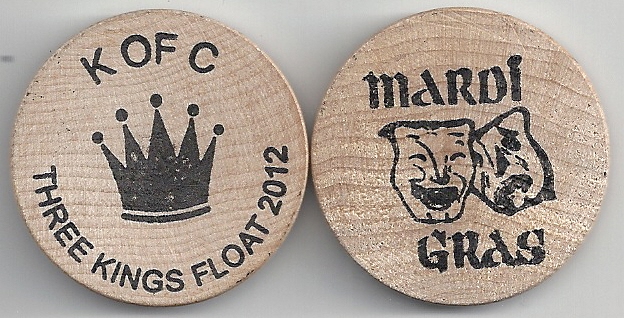 K OF C
THREE KINGS FLOAT 2012
MARDI
GRAS